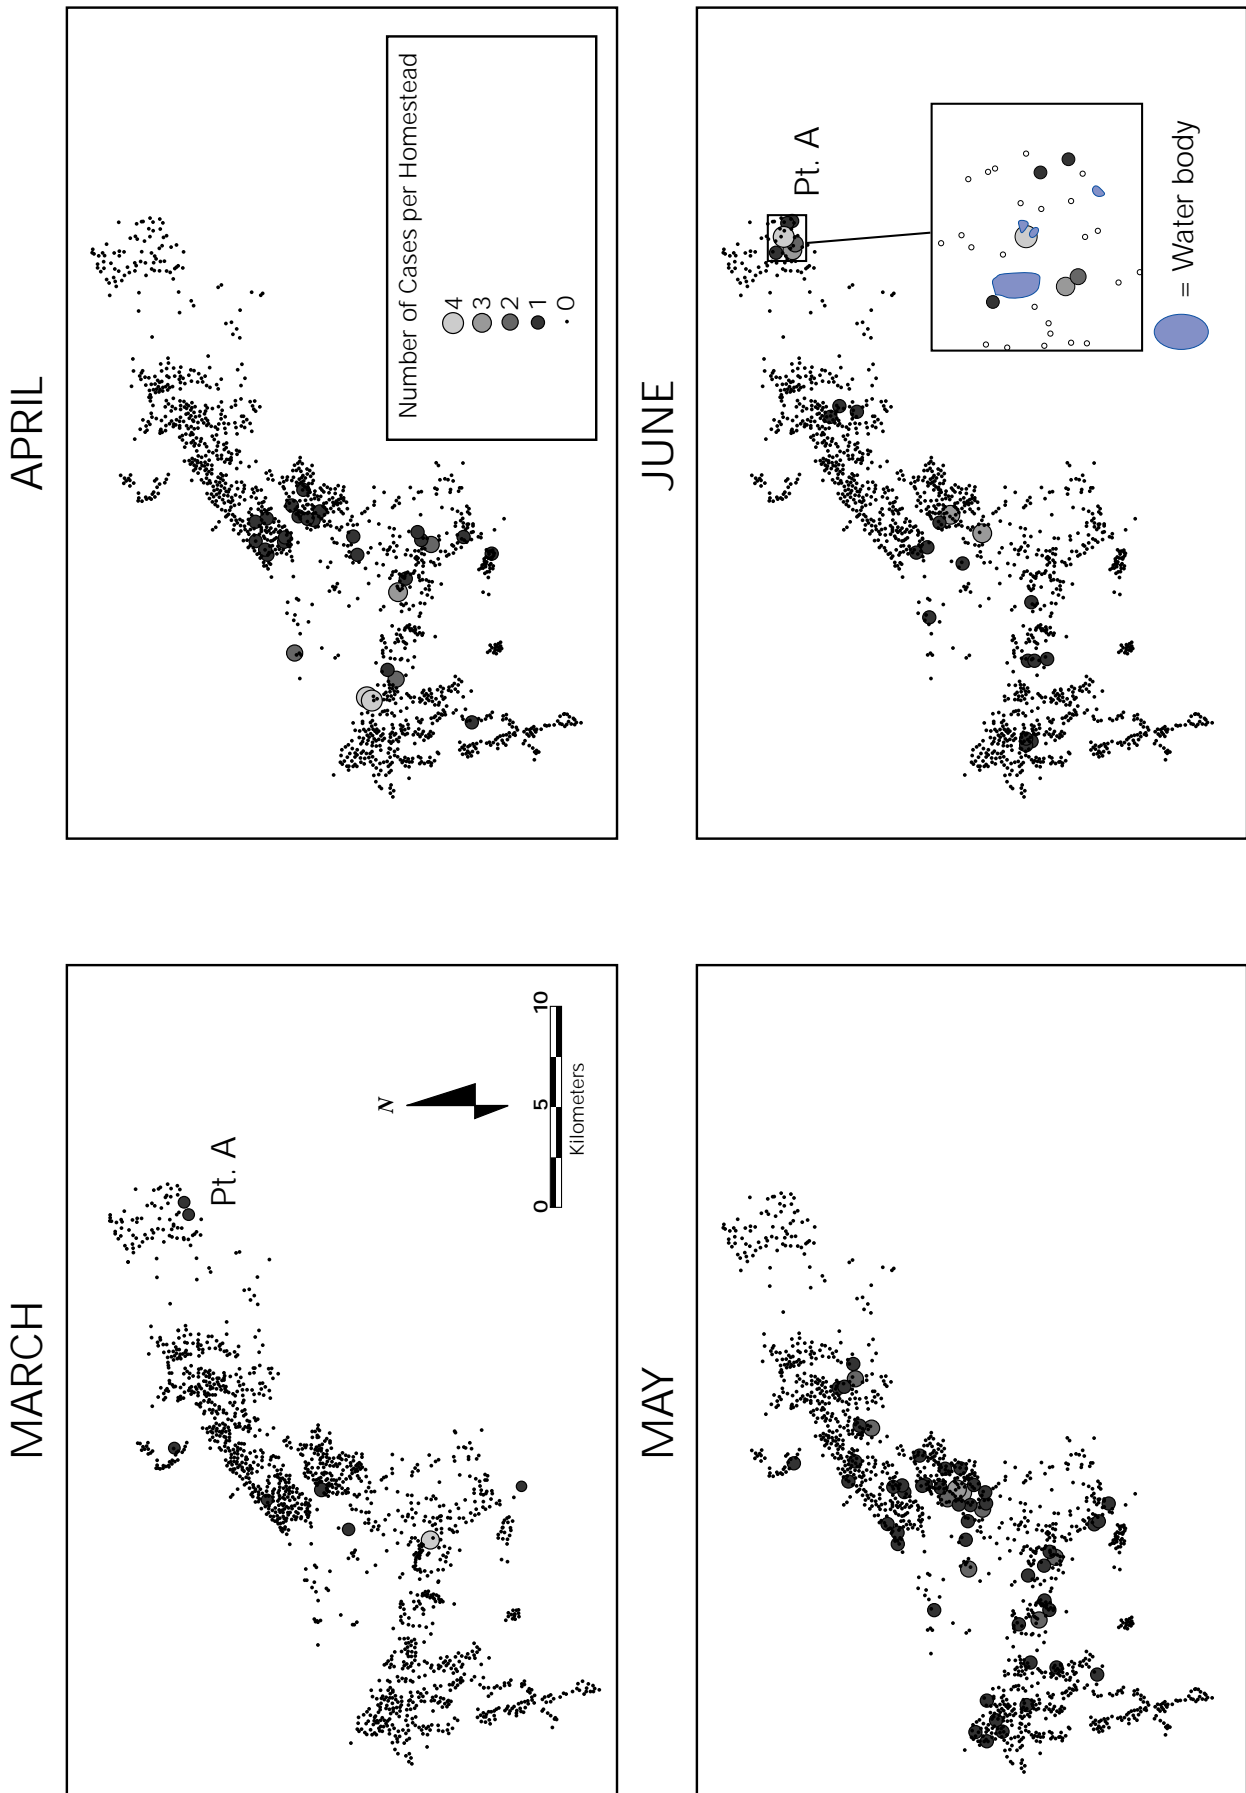 MARCH
Pt. A
N
0 5 10
Kilometers
APRIL
Number of Cases per Homestead
4
3
2
1
0
MAY
JUNE
Pt. A
= Water body